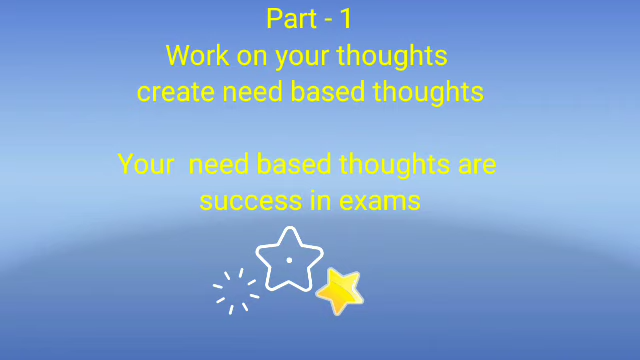 Part - 1
Work on your thoughts
create need based thoughts
Your need based thoughts are
success in exams